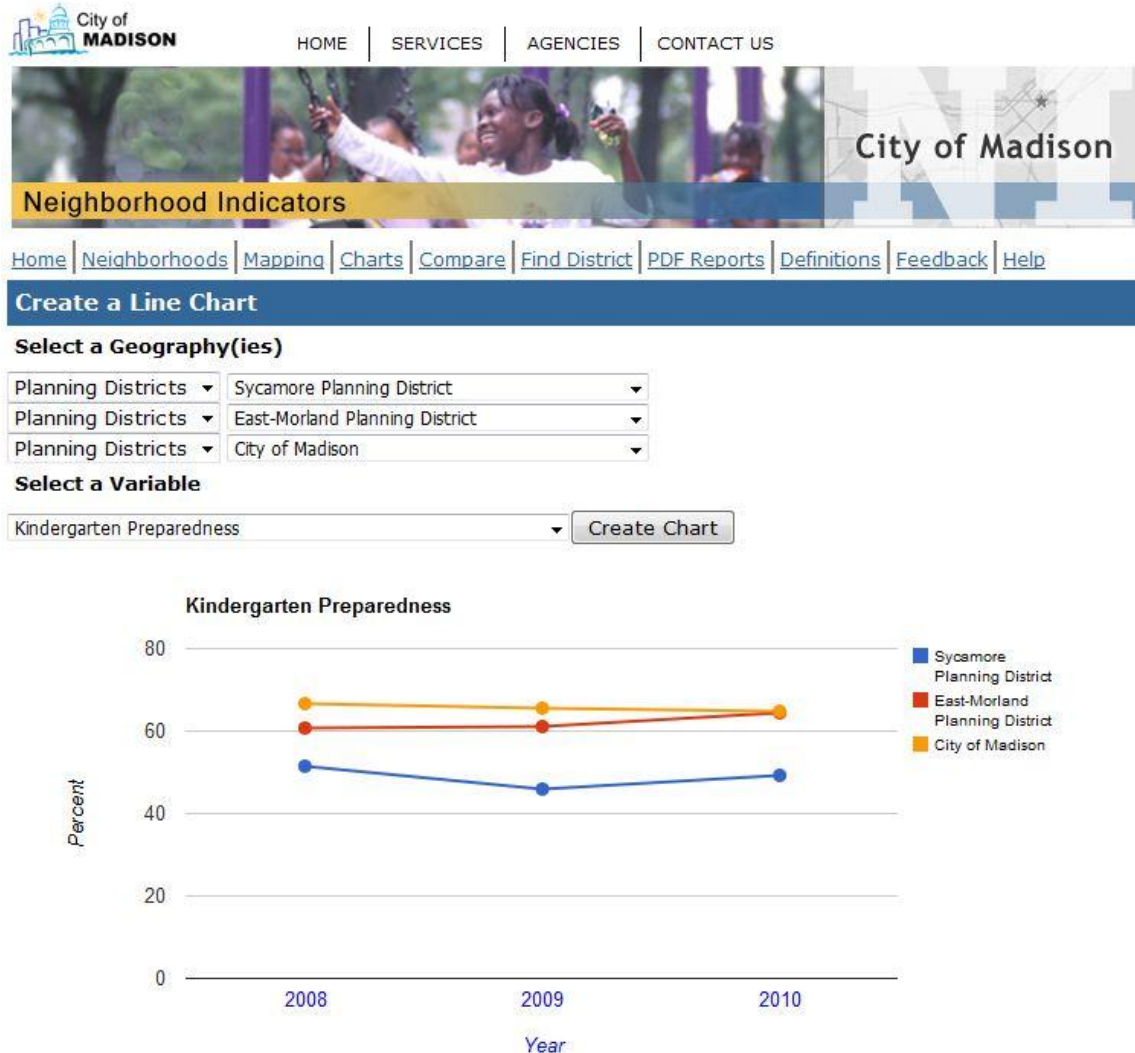 City of
MADISON
HOME SERVICES AGENCIES CONTACT US
City of Madison
NI
Neighborhood Indicators
Home Neighborhoods Mapping Charts Compare Find District PDF Reports Definitions Feedback Help
Create a Line Chart
Select a Geography(ies)
Planning Districts Sycamore Planning District
Planning Districts East-Morland Planning District
Planning Districts City of Madison
Select a Variable
Kindergarten Preparedness Create Chart
Kindergarten Preparedness
80
60
40
20
0
Percent
2008 2009 2010
Year
Sycamore
Planning District
East-Morland
Planning District
City of Madison